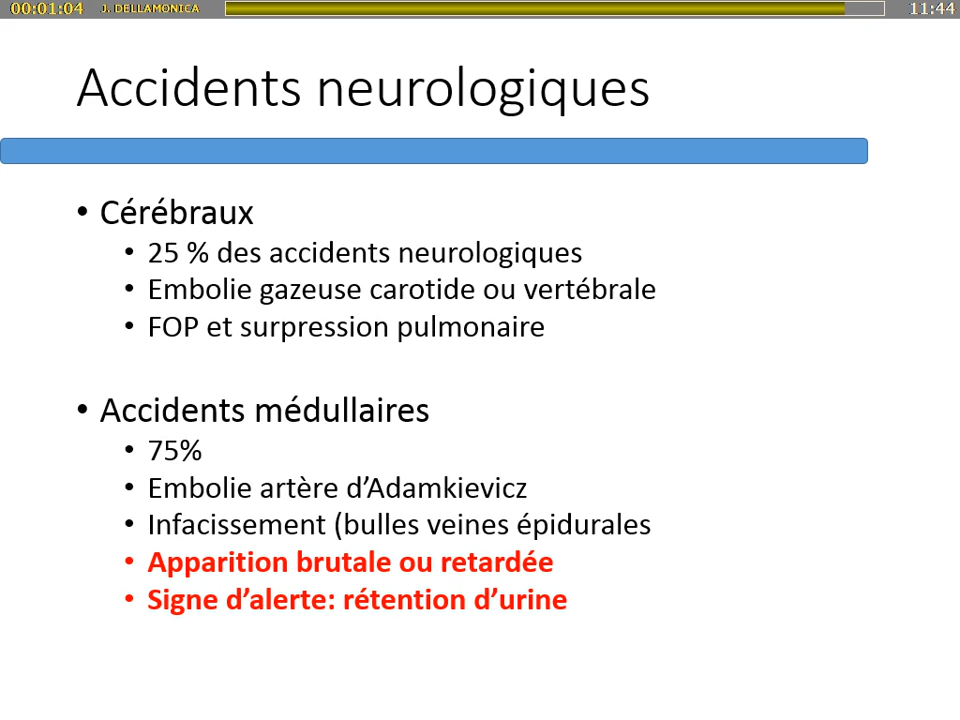 00:01:04 J. DELLAMONICA 11:44
Accidents neurologiques
• Cérébraux
• 25 % des accidents neurologiques
• Embolie gazeuse carotide ou vertébrale
• FOP et surpression pulmonaire
• Accidents médullaires
• 75%
• Embolie artère d’Adamkievicz
• Infacissement (bulles veines épidurales
• Apparition brutale ou retardée
• Signe d’alerte: rétention d’urine